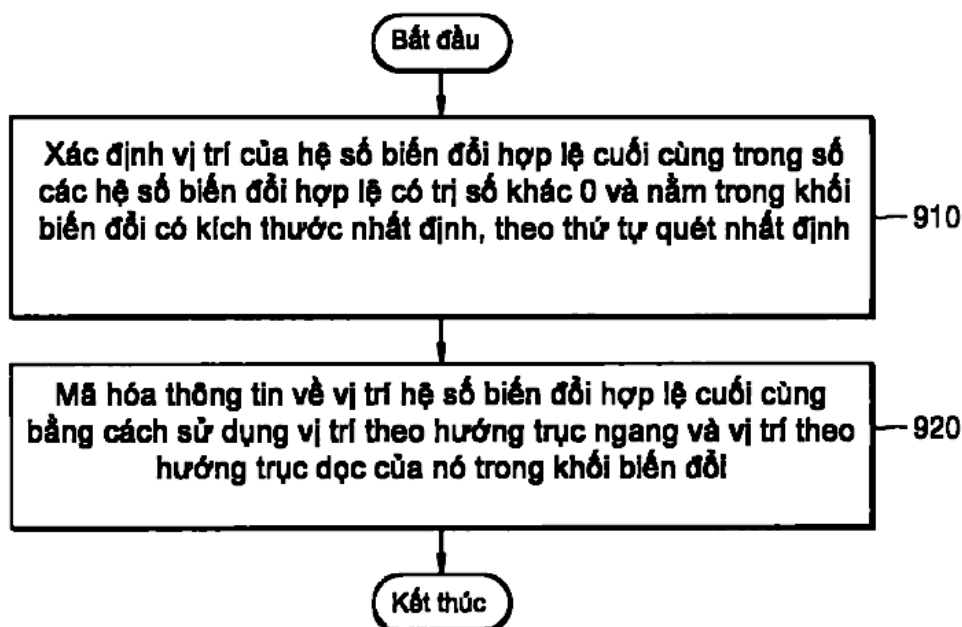 Bất đầu
Xác định vị trí của hệ số biến đổi hợp lệ cuối cùng trong số
các hệ số biến đổi hợp lệ có trị số khác 0 và nằm trong khối
biến đổi có kích thước nhất định, theo thứ tự quét nhất định
910
Mã hóa thông tin về vị trí hệ số biến đổi hợp lệ cuối cùng
bằng cách sử dụng vị trí theo hướng trục ngang và vị trí theo
hướng trục dọc của nó trong khối biến đổi
920
Kết thúc